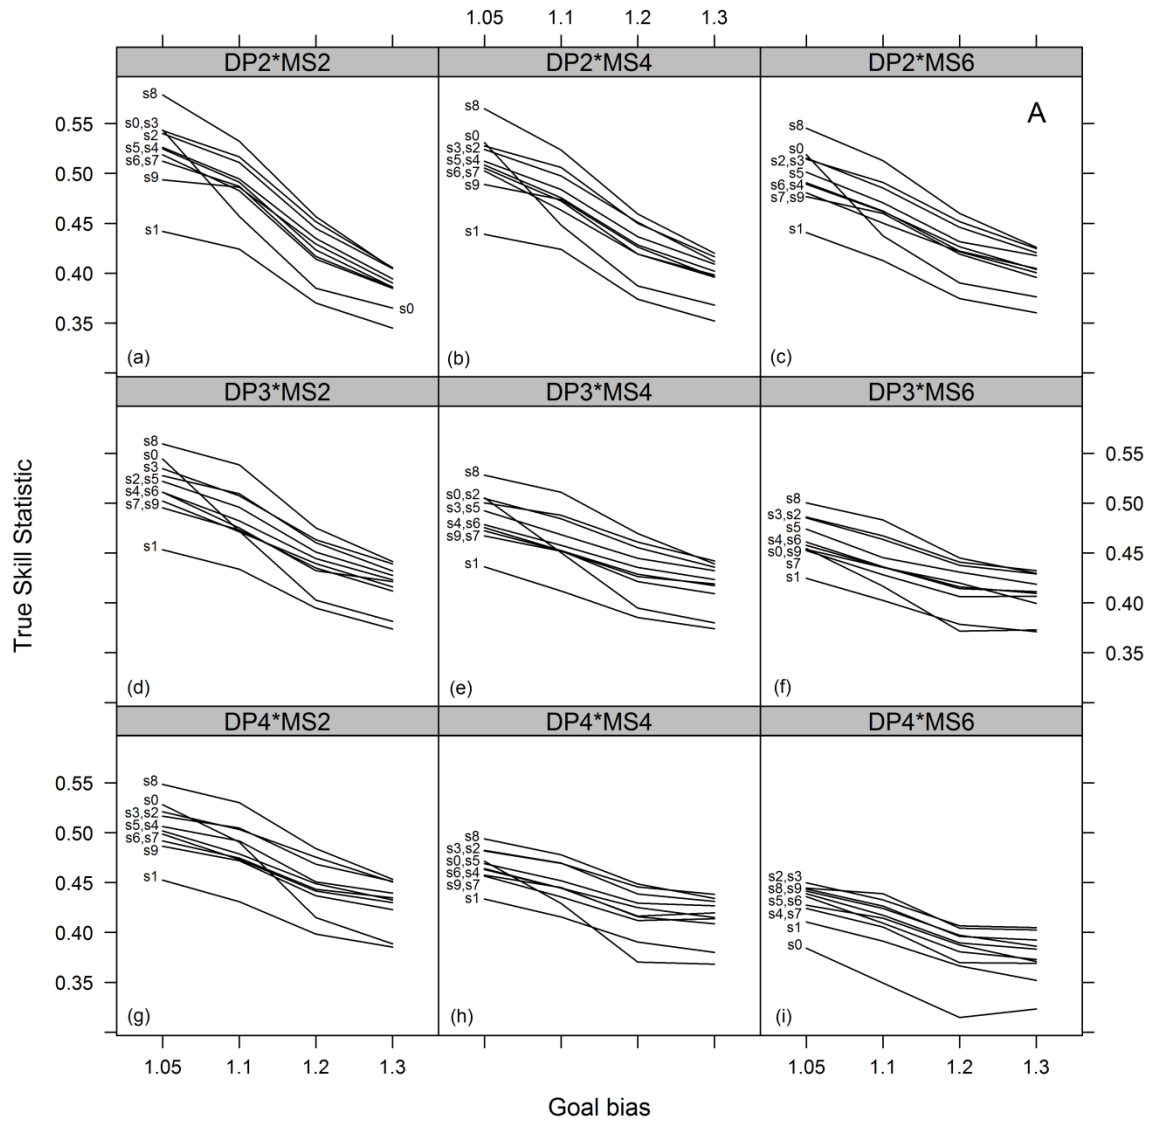 1.05 1.1 1.2 1.3
DP2*MS2 DP2*MS4 DP2*MS6
A
0.55
0.50
0.45
0.40
0.35
s8
s0,s3
s2
s5,s4
s6,s7
s9
s1
s0
(a)
s8
s0
s3,s2
s5,s4
s6,s7
s9
s1
(b)
s8
s0
s2,s3
s5
s6,s4
s7,s9
s1
(c)
DP3*MS2 DP3*MS4 DP3*MS6
True Skill Statistic
s8
s0
s3
s2,s5
s4,s6
s7,s9
s1
(d)
s8
s0,s2
s3,s5
s4,s6
s9,s7
s1
(e)
s8
s3,s2
s5
s4,s6
s0,s9
s7
s1
(f)
0.55
0.50
0.45
0.40
0.35
DP4*MS2 DP4*MS4 DP4*MS6
0.55
0.50
0.45
0.40
0.35
s8
s0
s3,s2
s5,s4
s6,s7
s9
s1
(g)
s8
s3,s2
s0,s5
s6,s4
s9,s7
s1
(h)
s2,s3
s8,s9
s5,s6
s4,s7
s1
s0
(i)
1.05 1.1 1.2 1.3
1.05 1.1 1.2 1.3
Goal bias